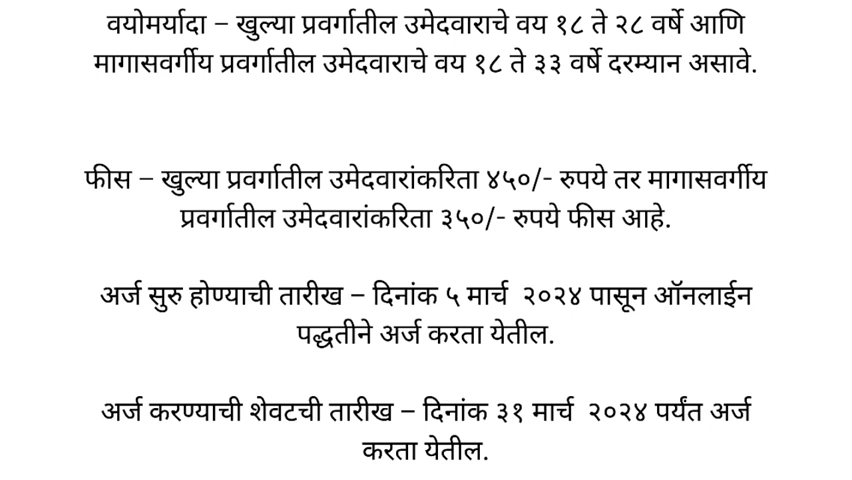 वयोमर्यादा – खुल्या प्रवर्गातील उमेदवाराचे वय १८ ते २८ वर्षे आणि
मागासवर्गीय प्रवर्गातील उमेदवाराचे वय १८ ते ३३ वर्षे दरम्यान असावे.
फीस – खुल्या प्रवर्गातील उमेदवारांकरिता ४५०/- रुपये तर मागासवर्गीय
प्रवर्गातील उमेदवारांकरिता ३५०/- रुपये फीस आहे.
अर्ज सुरु होण्याची तारीख – दिनांक ५ मार्च  २०२४ पासून ऑनलाईन
पद्धतीने अर्ज करता येतील.
अर्ज करण्याची शेवटची तारीख – दिनांक ३१ मार्च  २०२४ पर्यंत अर्ज
करता येतील.